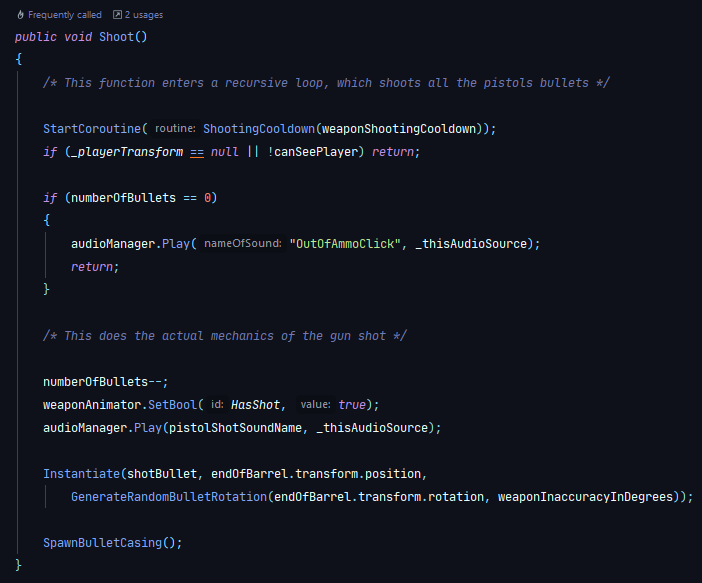 Frequently called 2 usages
public void Shoot()
{
/* This function enters a recursive loop, which shoots all the pistols bullets */
StartCoroutine( routine: ShootingCooldown(weaponShootingCooldown));
if (_playerTransform == null || !canSeePlayer) return;
if (numberOfBullets == 0)
{
audioManager.Play( nameOfSound: "OutOfAmmoClick", _thisAudioSource);
return;
}
/* This does the actual mechanics of the gun shot */
numberOfBullets--;
weaponAnimator.SetBool( id: HasShot, value: true);
audioManager.Play(pistolShotSoundName, _thisAudioSource);
Instantiate(shotBullet, endOfBarrel.transform.position,
GenerateRandomBulletRotation(endOfBarrel.transform.rotation, weaponInaccuracyInDegrees));
SpawnBulletCasing();
}